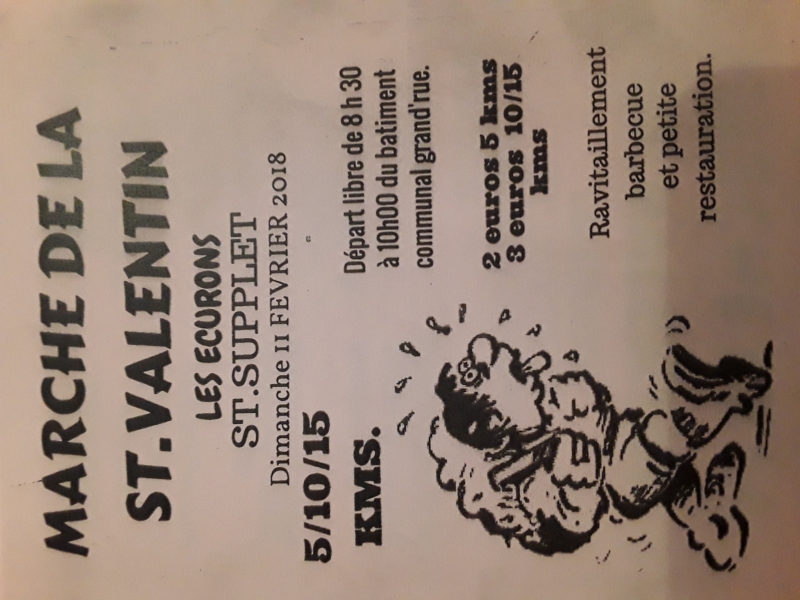 MARCHE DE LA
ST. VALENTIN
LES ECURONS
ST.SUPPLET
Dimanche 11 FEVRIER 2018
5/10/15
KMS.
Départ libre de 8 h 30
à 10h00 du batiment
communal grand'rue.
2 euros 5 kms
3 euros 10/15
kms
Ravitaillement
barbecue
et petite
restauration.